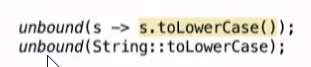 unbound(s -> s.toLowerCase());
unbound(String::toLowerCase);